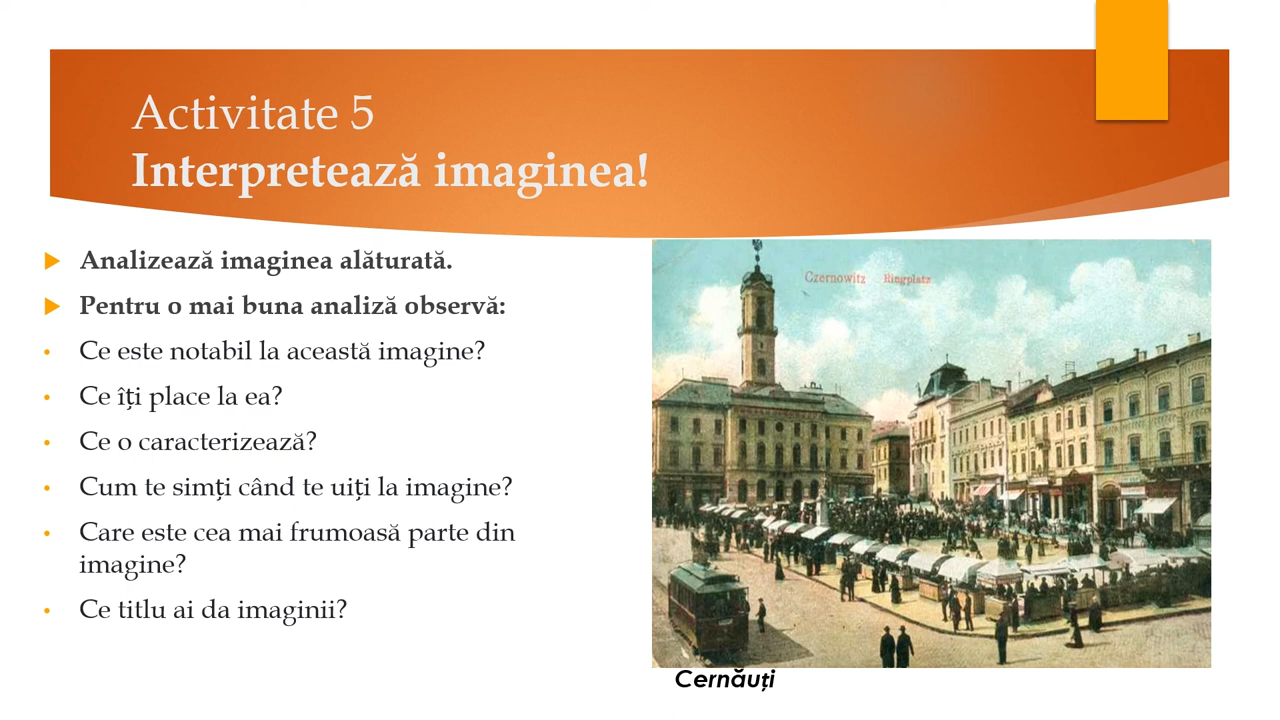 Activitate 5
Interpretează imaginea!
Analizează imaginea alăturată.
Pentru o mai buna analiză observă:
Ce este notabil la această imagine?
Ce îți place la ea?
Ce o caracterizează?
Cum te simți când te uiți la imagine?
Care este cea mai frumoasă parte din
imagine?
Ce titlu ai da imaginii?
Czernowitz Ringplatz
Cernăuți